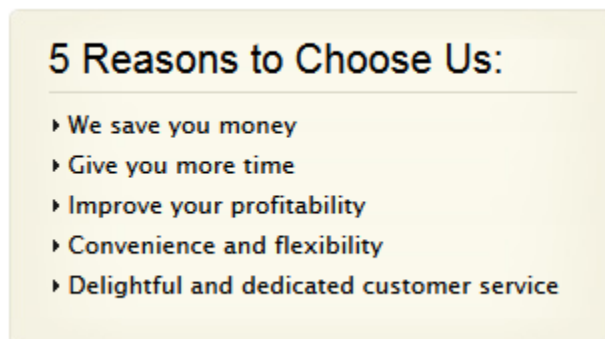 5 Reasons to Choose Us:
We save you money
Give you more time
Improve your profitability
Convenience and flexibility
Delightful and dedicated customer service